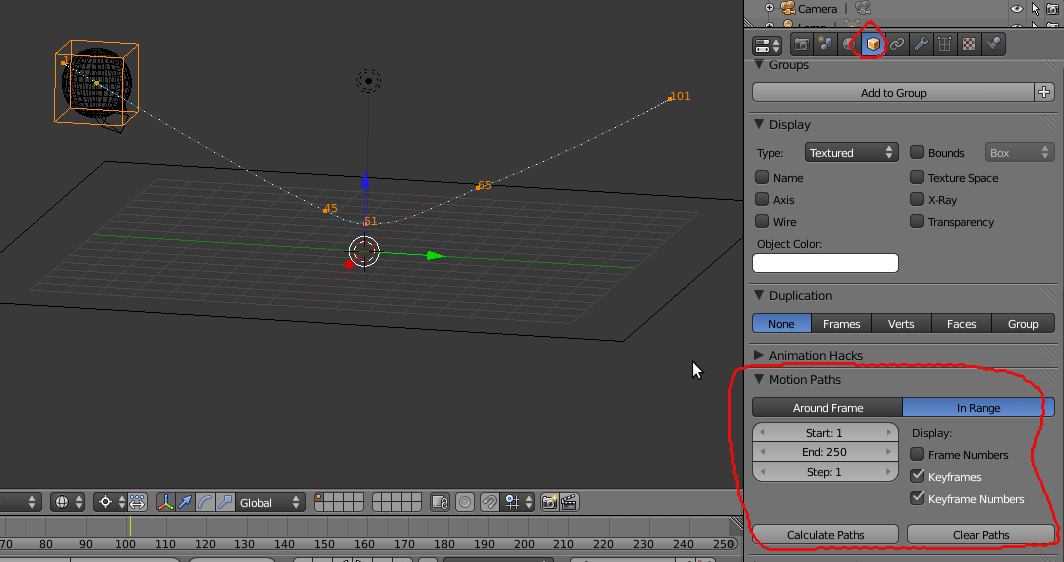 Camera
1
101
65
45
51
Groups
Add to Group
Display
Type: Textured Bounds Box
Name Texture Space
Axis X-Ray
Wire Transparency
Object Color:
Duplication
None Frames Verts Faces Group
Animation Hacks
Motion Paths
Around Frame In Range
Start: 1 Display:
End: 250 Frame Numbers
Step: 1 Keyframes
Keyframe Numbers
Calculate Paths Clear Paths
Global
70 80 90 100 110 120 130 140 150 160 170 180 190 200 210 220 230 240 250